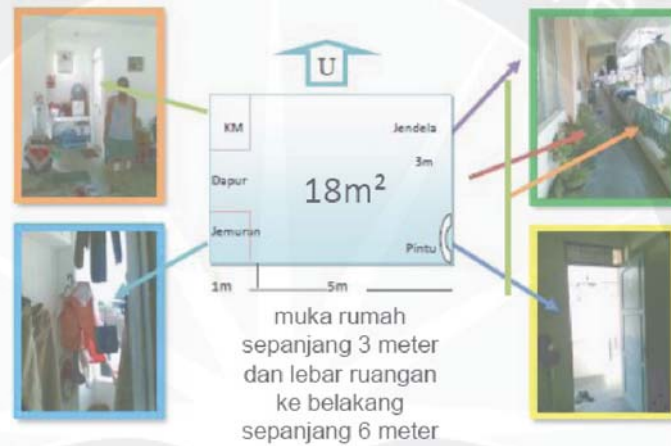 U
KM
Jendela
3m
Dapur
18m²
Jemuran
Pintu
1m
5m
muka rumah
sepanjang 3 meter
dan lebar ruangan
ke belakang
sepanjang 6 meter